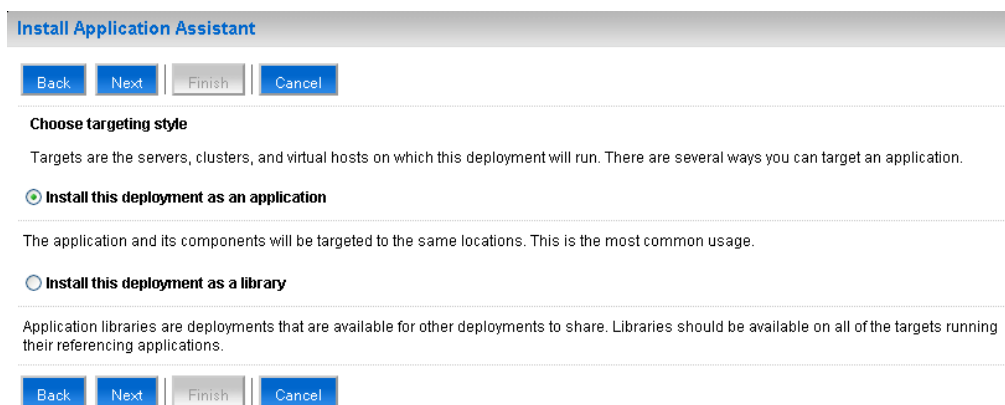 Install Application Assistant
Back Next Finish Cancel
Choose targeting style
Targets are the servers, clusters, and virtual hosts on which this deployment will run. There are several ways you can target an application.
Install this deployment as an application
The application and its components will be targeted to the same locations. This is the most common usage.
Install this deployment as a library
Application libraries are deployments that are available for other deployments to share. Libraries should be available on all of the targets running
their referencing applications.
Back Next Finish Cancel